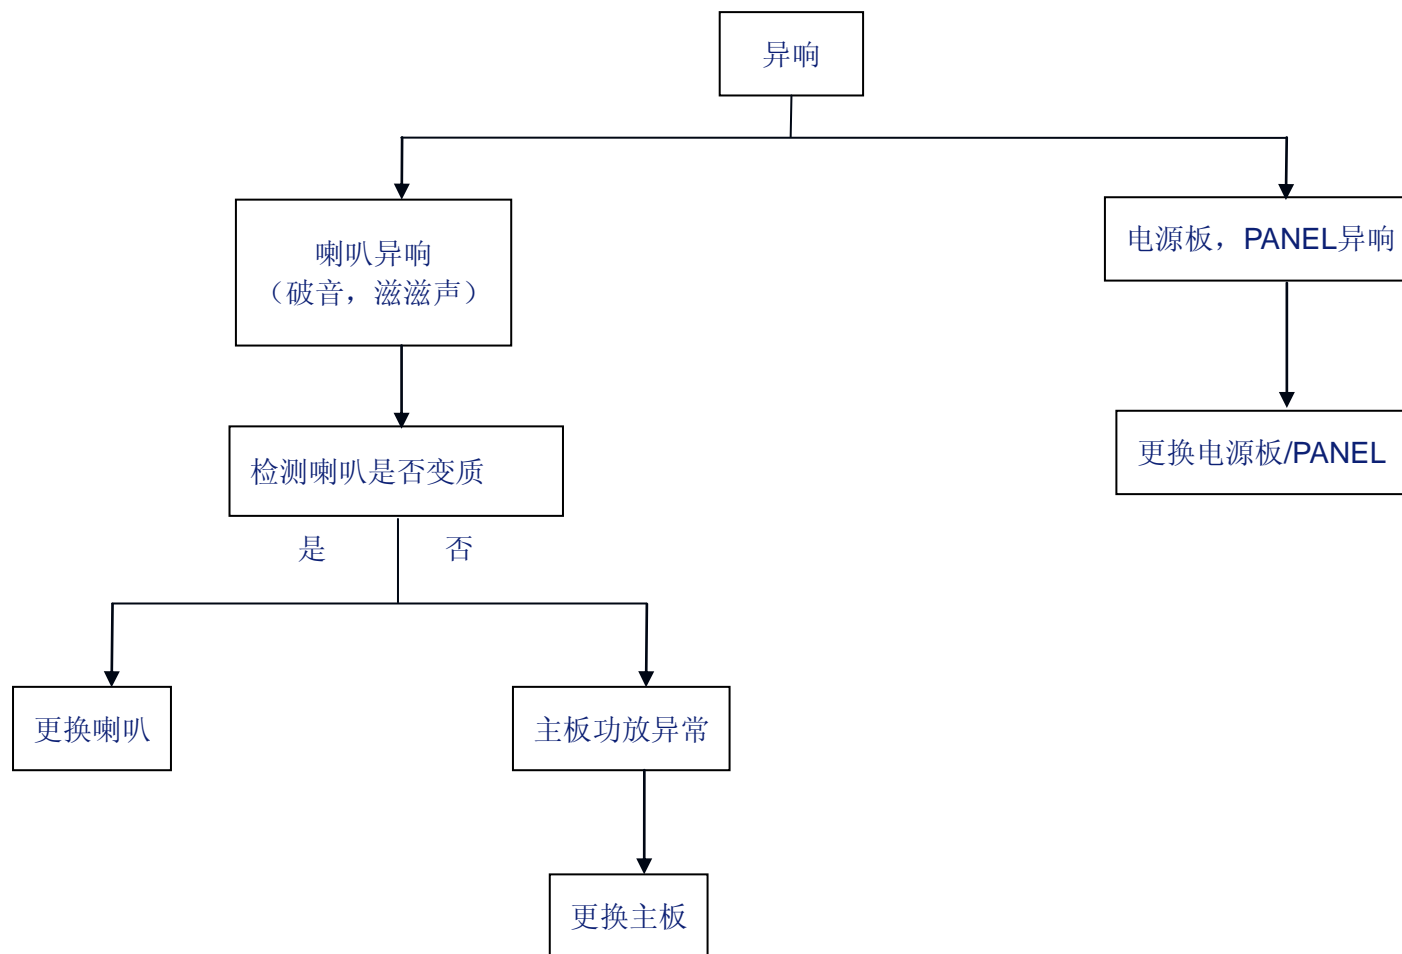 异响
喇叭异响
（破音，滋滋声）
电源板，PANEL异响
检测喇叭是否变质
更换电源板/PANEL
是
否
更换喇叭
主板功放异常
更换主板